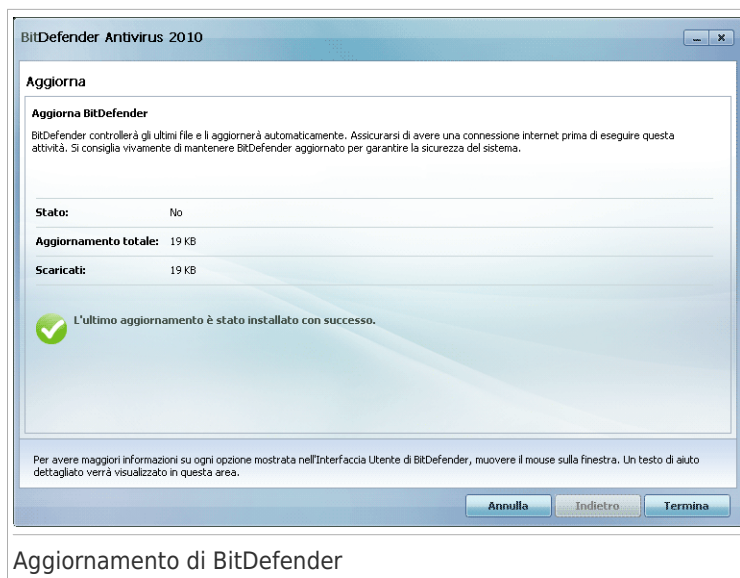 BitDefender Antivirus 2010
Aggiorna
Aggiorna BitDefender
BitDefender controllerà gli ultimi file e li aggiornerà automaticamente. Assicurarsi di avere una connessione internet prima di eseguire questa
attività. Si consiglia vivamente di mantenere BitDefender aggiornato per garantire la sicurezza del sistema.
Stato: No
Aggiornamento totale: 19 KB
Scaricati: 19 KB
L'ultimo aggiornamento è stato installato con successo.
Per avere maggiori informazioni su ogni opzione mostrata nell'Interfaccia Utente di BitDefender, muovere il mouse sulla finestra. Un testo di aiuto
dettagliato verrà visualizzato in questa area.
Annulla Indietro Termina
Aggiornamento di BitDefender